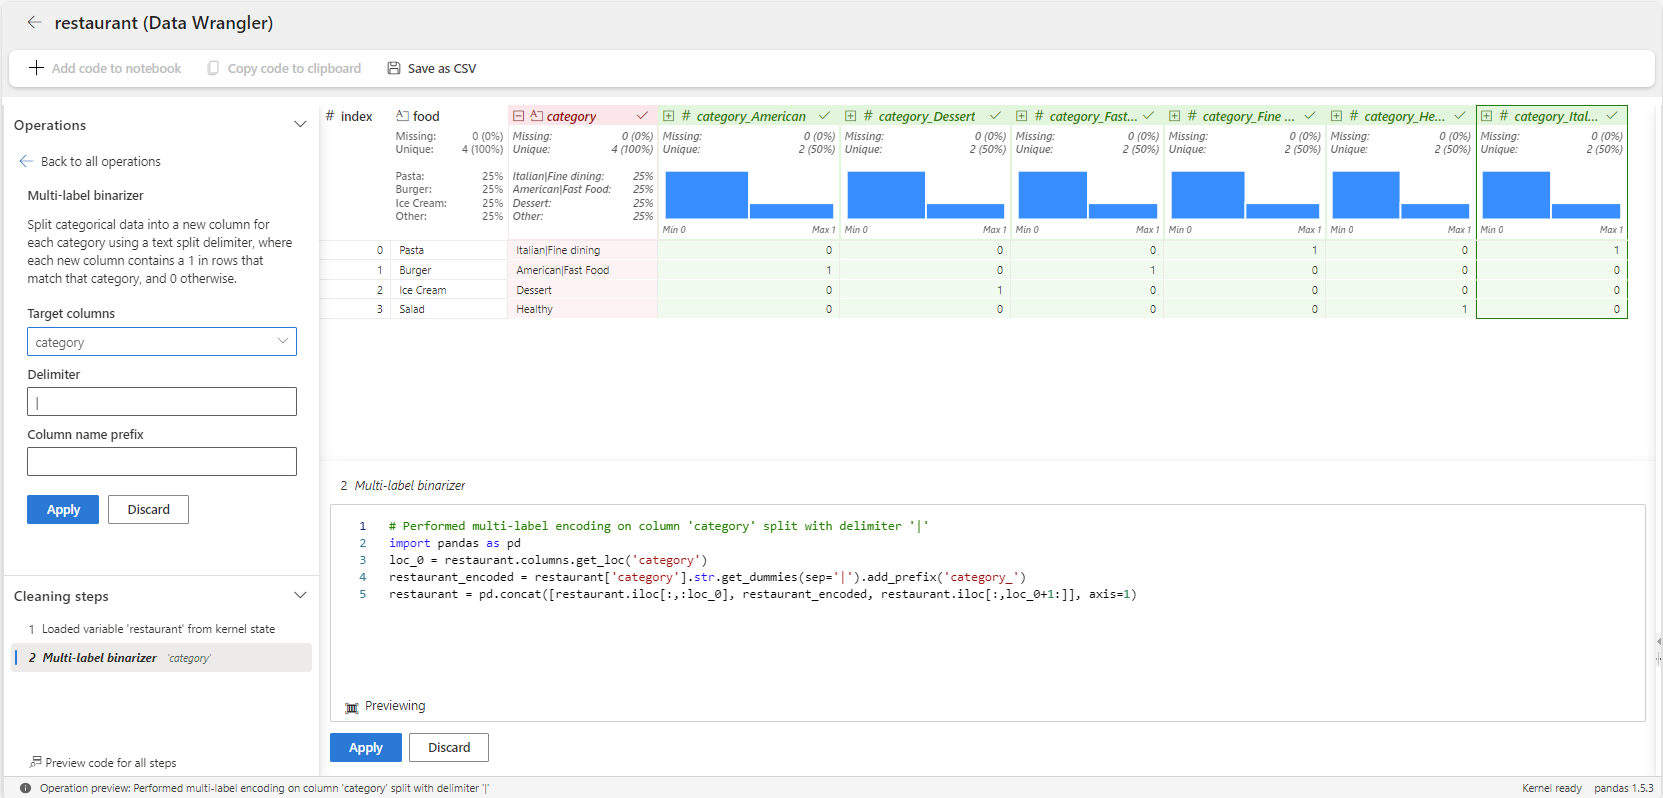 restaurant (Data Wrangler)
Add code to notebook Copy code to clipboard Save as CSV
Operations
Back to all operations
Multi-label binarizer
Split categorical data into a new column for
each category using a text split delimiter, where
each new column contains a 1 in rows that
match that category, and 0 otherwise.
Target columns
category
Delimiter
|
Column name prefix
Apply Discard
Cleaning steps
1 Loaded variable 'restaurant' from kernel state
2 Multi-label binarizer 'category'
Preview code for all steps
# index food category # category_American # category_Dessert # category_Fast... # category_Fine ... # category_He... # category_Ital...
Missing: 0 (0%) Missing: 0 (0%) Missing: 0 (0%) Missing: 0 (0%) Missing: 0 (0%) Missing: 0 (0%) Missing: 0 (0%) Missing: 0 (0%)
Unique: 4 (100%) Unique: 4 (100%) Unique: 2 (50%) Unique: 2 (50%) Unique: 2 (50%) Unique: 2 (50%) Unique: 2 (50%) Unique: 2 (50%)
Pasta: 25% Italian|Fine dining: 25%
Burger: 25% American|Fast Food: 25%
Ice Cream: 25% Dessert: 25%
Other: 25% Other: 25%
Min 0 Max 1 Min 0 Max 1 Min 0 Max 1 Min 0 Max 1 Min 0 Max 1 Min 0 Max 1
0 Pasta Italian|Fine dining 0 0 0 1 0 1
1 Burger American|Fast Food 1 0 1 0 0 0
2 Ice Cream Dessert 0 1 0 0 0 0
3 Salad Healthy 0 0 0 0 1 0
2 Multi-label binarizer
1 # Performed multi-label encoding on column 'category' split with delimiter '|'
2 import pandas as pd
3 loc_0 = restaurant.columns.get_loc('category')
4 restaurant_encoded = restaurant['category'].str.get_dummies(sep='|').add_prefix('category_')
5 restaurant = pd.concat([restaurant.iloc[:,:loc_0], restaurant_encoded, restaurant.iloc[:,loc_0+1:]], axis=1)
Previewing
Apply Discard
Operation preview: Performed multi-label encoding on column 'category' split with delimiter '|' Kernel ready pandas 1.5.3